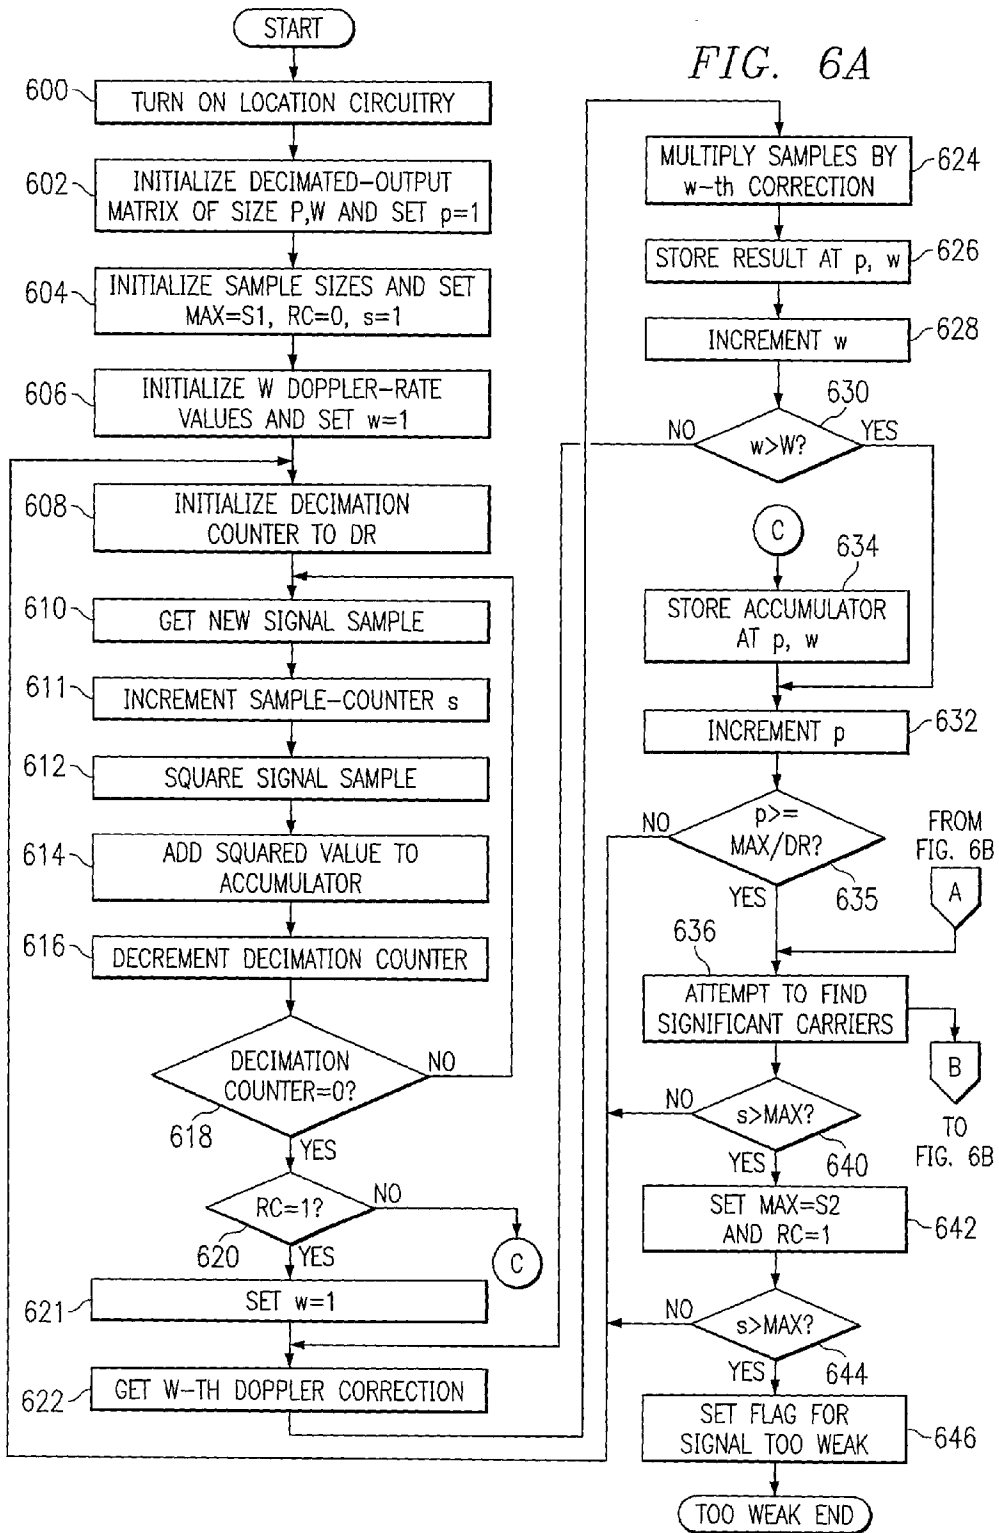 START
FIG. 6A
600
TURN ON LOCATION CIRCUITRY
602
INITIALIZE DECIMATED-OUTPUT
MATRIX OF SIZE P,W AND SET p=1
604
INITIALIZE SAMPLE SIZES AND SET
MAX=S1, RC=0, s=1
606
INITIALIZE W DOPPLER-RATE
VALUES AND SET w=1
608
INITIALIZE DECIMATION
COUNTER TO DR
610
GET NEW SIGNAL SAMPLE
611
INCREMENT SAMPLE-COUNTER s
612
SQUARE SIGNAL SAMPLE
614
ADD SQUARED VALUE TO
ACCUMULATOR
616
DECREMENT DECIMATION COUNTER
DECIMATION
COUNTER=0?
NO
618
YES
RC=1?
NO
620
YES
C
621
SET w=1
622
GET W-TH DOPPLER CORRECTION
MULTIPLY SAMPLES BY
w-th CORRECTION
624
STORE RESULT AT p, w
626
INCREMENT w
628
630
NO
w>W?
YES
C
634
STORE ACCUMULATOR
AT p, w
INCREMENT p
632
NO
p>=
MAX/DR?
YES
635
FROM
FIG. 6B
A
636
ATTEMPT TO FIND
SIGNIFICANT CARRIERS
B
TO
FIG. 6B
NO
s>MAX?
YES
640
SET MAX=S2
AND RC=1
642
NO
s>MAX?
YES
644
SET FLAG FOR
SIGNAL TOO WEAK
646
TOO WEAK END